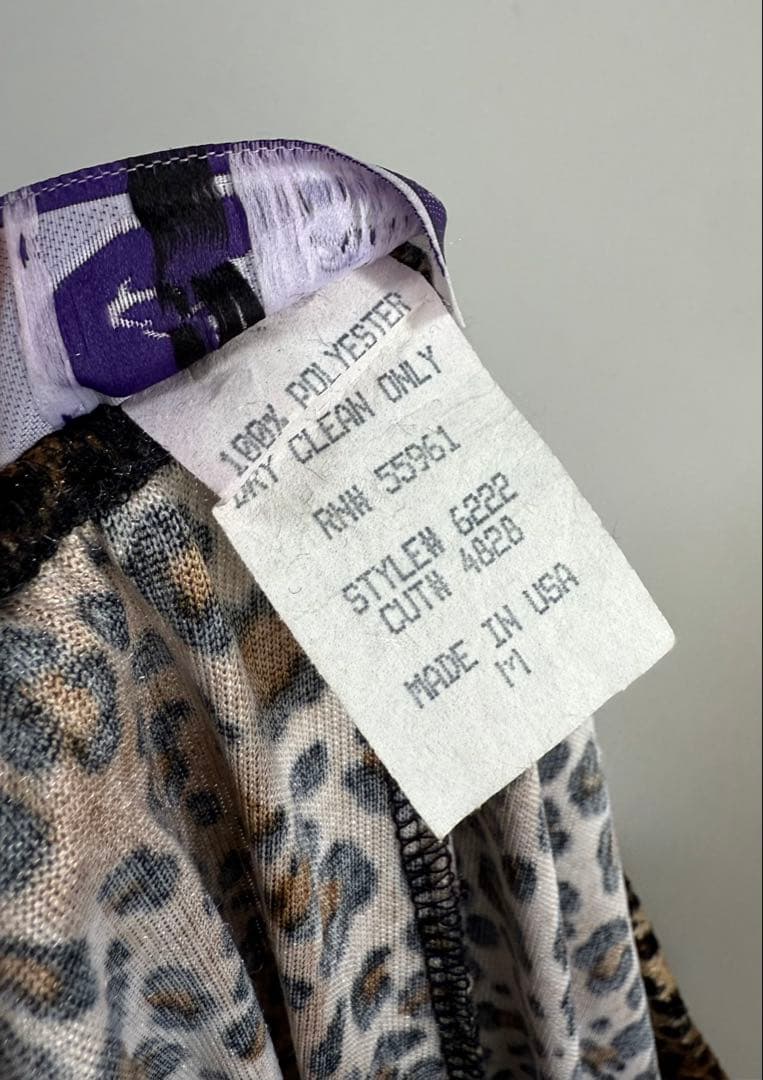 100% POLYESTER
DRY CLEAN ONLY
RN# 55961
STYLE# 6222
CUT# 4828
MADE IN USA
M